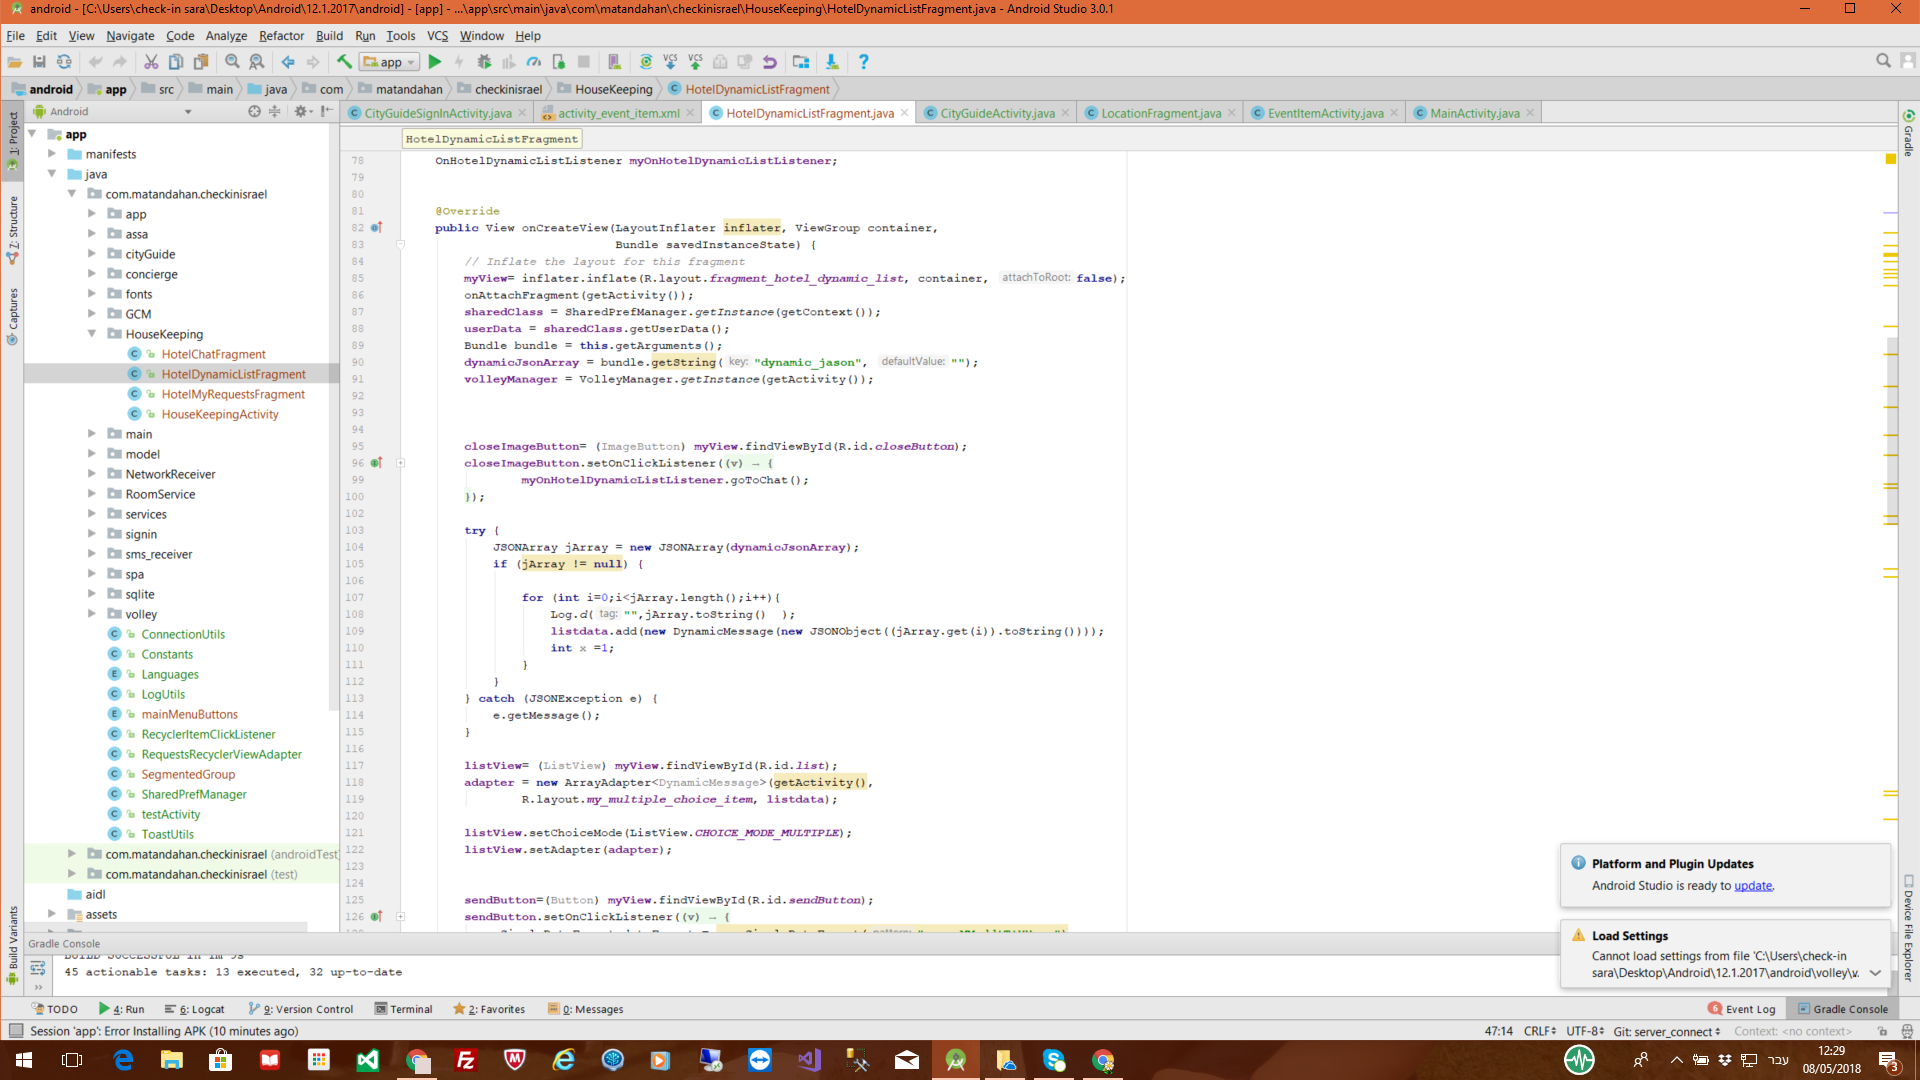 android - [C:\Users\check-in sara\Desktop\Android\12.1.2017\android] - [app] - ...\app\src\main\java\com\matandahan\checkinisrael\HouseKeeping\HotelDynamicListFragment.java - Android Studio 3.0.1
File Edit View Navigate Code Analyze Refactor Build Run Tools VCS Window Help
app
android app src main java com matandahan checkinisrael HouseKeeping HotelDynamicListFragment
Android
CityGuideSignInActivity.java activity_event_item.xml HotelDynamicListFragment.java CityGuideActivity.java LocationFragment.java EventItemActivity.java MainActivity.java
HotelDynamicListFragment
1: Project
7: Structure
Captures
Build Variants
Gradle
Device File Explorer
app
manifests
java
com.matandahan.checkinisrael
app
assa
cityGuide
concierge
fonts
GCM
HouseKeeping
HotelChatFragment
HotelDynamicListFragment
HotelMyRequestsFragment
HouseKeepingActivity
main
model
NetworkReceiver
RoomService
services
signin
sms_receiver
spa
sqlite
volley
ConnectionUtils
Constants
Languages
LogUtils
mainMenuButtons
RecyclerItemClickListener
RequestsRecyclerViewAdapter
SegmentedGroup
SharedPrefManager
testActivity
ToastUtils
com.matandahan.checkinisrael (androidTest
com.matandahan.checkinisrael (test)
aidl
assets
78 OnHotelDynamicListListener myOnHotelDynamicListListener;
79
80
81 @Override
82 public View onCreateView(LayoutInflater inflater, ViewGroup container,
83 Bundle savedInstanceState) {
84 // Inflate the layout for this fragment
85 myView= inflater.inflate(R.layout.fragment_hotel_dynamic_list, container, attachToRoot: false);
86 onAttachFragment(getActivity());
87 sharedClass = SharedPrefManager.getInstance(getContext());
88 userData = sharedClass.getUserData();
89 Bundle bundle = this.getArguments();
90 dynamicJsonArray = bundle.getString( key: "dynamic_jason", defaultValue: "");
91 volleyManager = VolleyManager.getInstance(getActivity());
92
93
94
95 closeImageButton= (ImageButton) myView.findViewById(R.id.closeButton);
96 closeImageButton.setOnClickListener((v) → {
99 myOnHotelDynamicListListener.goToChat();
100 });
102
103 try {
104 JSONArray jArray = new JSONArray(dynamicJsonArray);
105 if (jArray != null) {
106
107 for (int i=0;i<jArray.length();i++){
108 Log.d( tag: "",jArray.toString() );
109 listdata.add(new DynamicMessage(new JSONObject((jArray.get(i)).toString())));
110 int x =1;
111 }
112 }
113 } catch (JSONException e) {
114 e.getMessage();
115 }
116
117 listView= (ListView) myView.findViewById(R.id.list);
118 adapter = new ArrayAdapter<DynamicMessage>(getActivity(),
119 R.layout.my_multiple_choice_item, listdata);
120
121 listView.setChoiceMode(ListView.CHOICE_MODE_MULTIPLE);
122 listView.setAdapter(adapter);
123
124
125 sendButton=(Button) myView.findViewById(R.id.sendButton);
126 sendButton.setOnClickListener((v) → {
Platform and Plugin Updates
Android Studio is ready to update.
Load Settings
Cannot load settings from file 'C:\Users\check-in
sara\Desktop\Android\12.1.2017\android\volley\v.
Gradle Console
BUILD SUCCESSFUL in 1m 9s
45 actionable tasks: 13 executed, 32 up-to-date
TODO 4: Run 6: Logcat 9: Version Control Terminal 2: Favorites 0: Messages 6 Event Log Gradle Console
Session 'app': Error Installing APK (10 minutes ago) 47:14 CRLF UTF-8 Git: server_connect Context: <no context>
עבר
12:29
08/05/2018
3